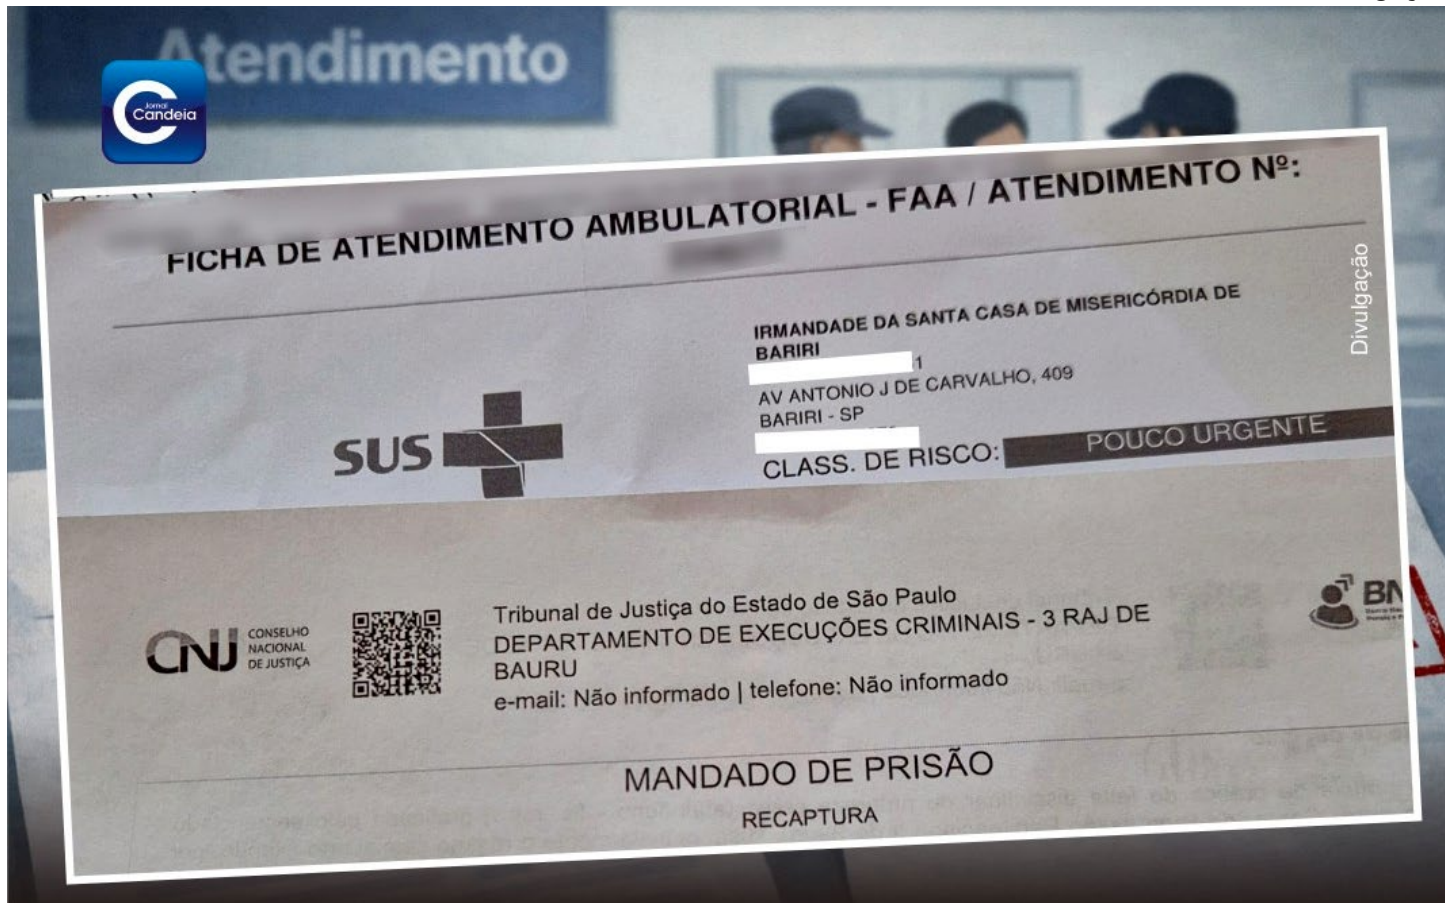 Atendimento
Jornal
Candeia
FICHA DE ATENDIMENTO AMBULATORIAL - FAA / ATENDIMENTO Nº:
IRMANDADE DA SANTA CASA DE MISERICÓRDIA DE
BARIRI
1
AV ANTONIO J DE CARVALHO, 409
BARIRI - SP
CLASS. DE RISCO: POUCO URGENTE
SUS
Divulgação
CNJ
CONSELHO
NACIONAL
DE JUSTIÇA
Tribunal de Justiça do Estado de São Paulo
DEPARTAMENTO DE EXECUÇÕES CRIMINAIS - 3 RAJ DE
BAURU
e-mail: Não informado | telefone: Não informado
BN
MANDADO DE PRISÃO
RECAPTURA